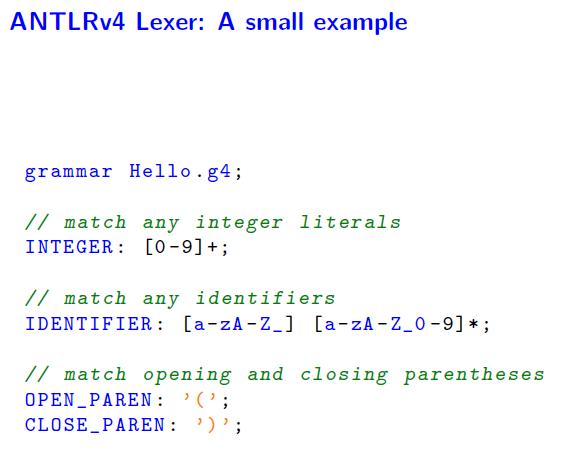 ANTLRv4 Lexer: A small example
grammar Hello.g4;
// match any integer literals
INTEGER: [0-9]+;
// match any identifiers
IDENTIFIER: [a-zA-Z_] [a-zA-Z_0-9]*;
// match opening and closing parentheses
OPEN_PAREN: '(';
CLOSE_PAREN: ')';